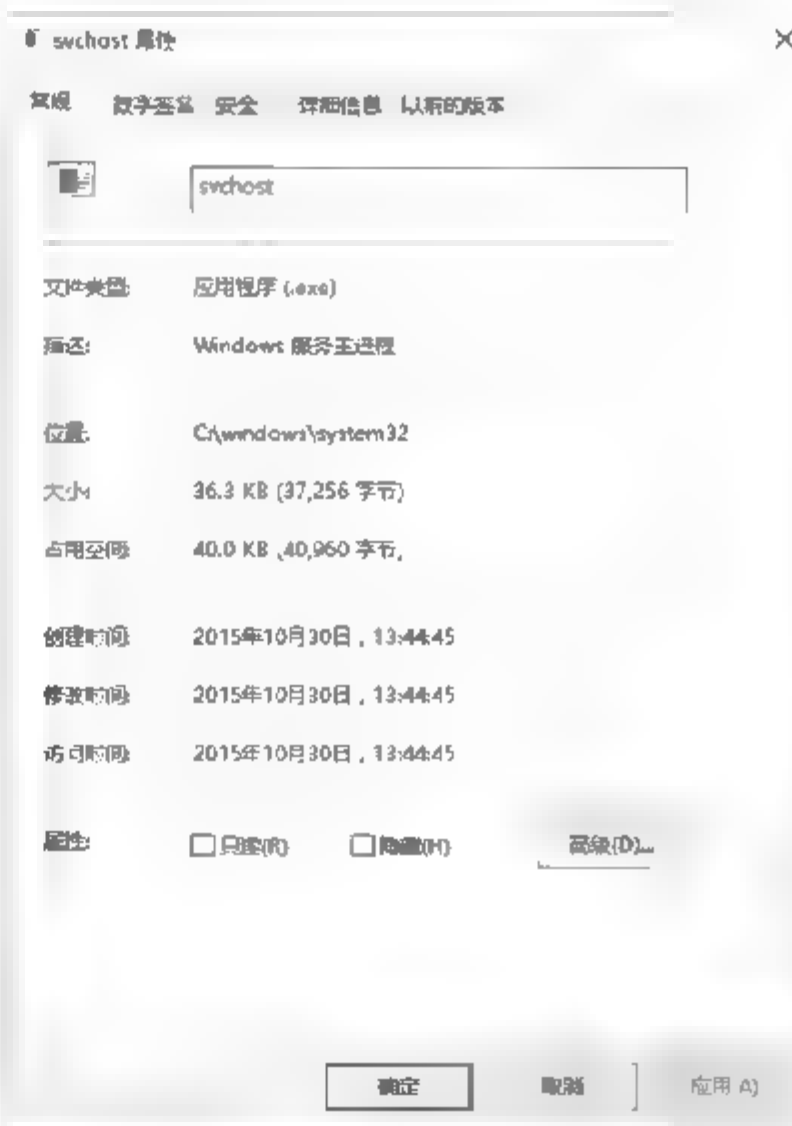 svchost 属性
常规 数字签名 安全 详细信息 以前的版本
svchost
文件类型: 应用程序 (.exe)
描述: Windows 服务主进程
位置: C:\windows\system32
大小: 36.3 KB (37,256 字节)
占用空间: 40.0 KB (40,960 字节)
创建时间: 2015年10月30日，13:44:45
修改时间: 2015年10月30日，13:44:45
访问时间: 2015年10月30日，13:44:45
属性: 只读(R) 隐藏(H) 高级(D)...
确定 取消 应用(A)